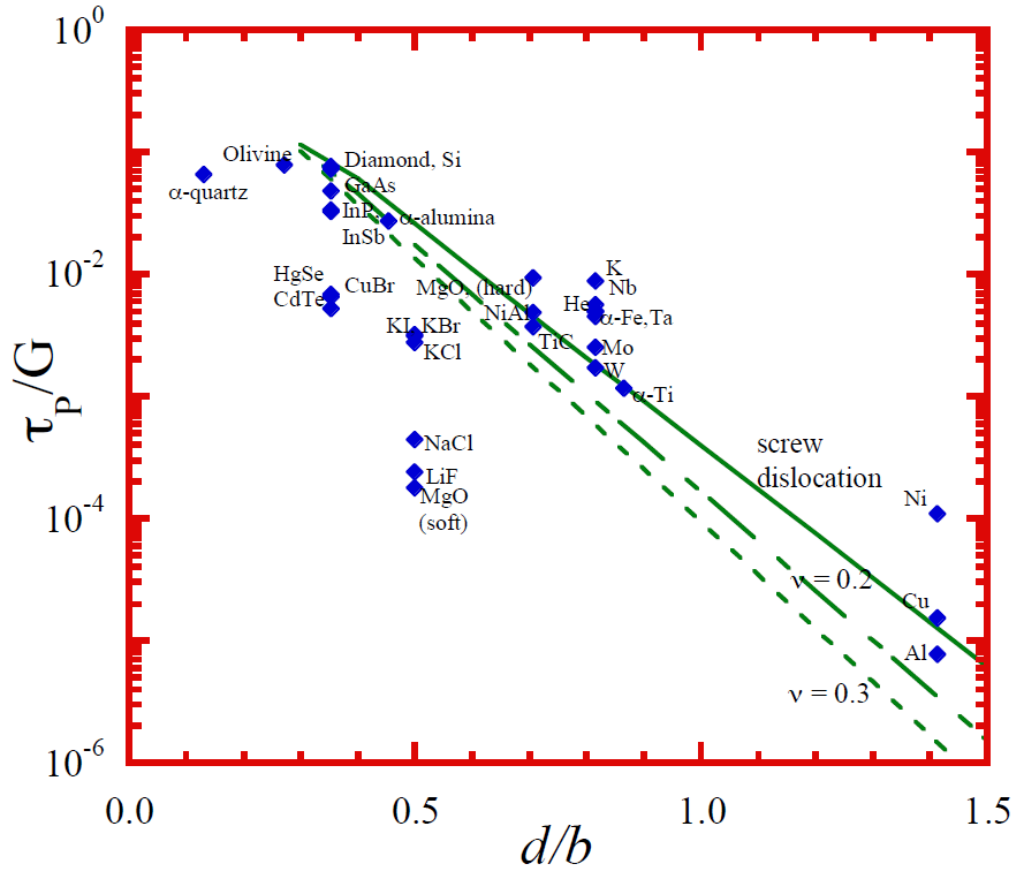 10^0
Olivine
Diamond, Si
α-quartz
GaAs
InP,
α-alumina
InSb
10^-2
HgSe
CuBr
K
CdTe
MgO, (hard)
Nb
He
KI, KBr
NiAl
α-Fe,Ta
KCl
TiC
Mo
W
α-Ti
τ_P/G
NaCl
screw
dislocation
LiF
MgO
(soft)
Ni
10^-4
ν = 0.2
Cu
Al
ν = 0.3
10^-6
0.0
0.5
1.0
1.5
d/b